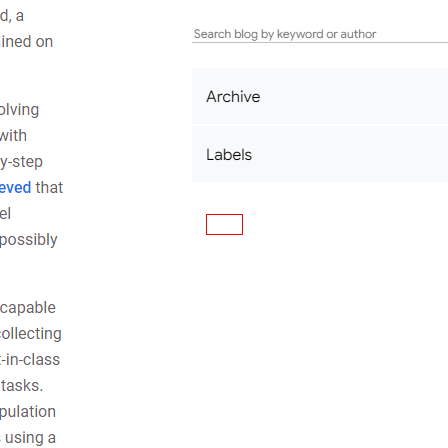 d, a
ined on
olving
with
y-step
eved that
el
possibly
capable
ollecting
-in-class
tasks.
pulation
using a
Search blog by keyword or author
Archive
Labels